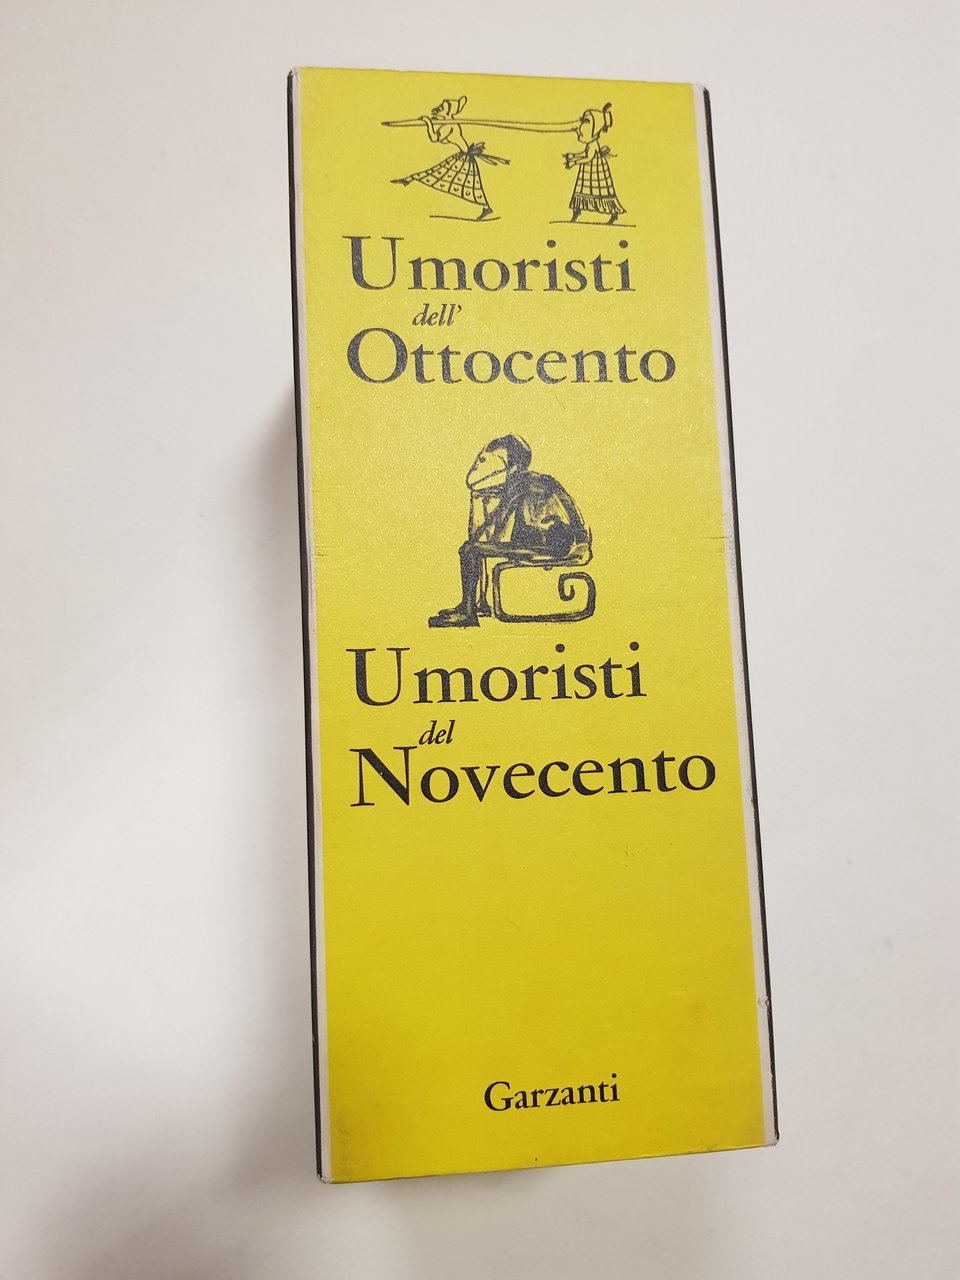 Umoristi
dell'
Ottocento
Umoristi
del
Novecento
Garzanti